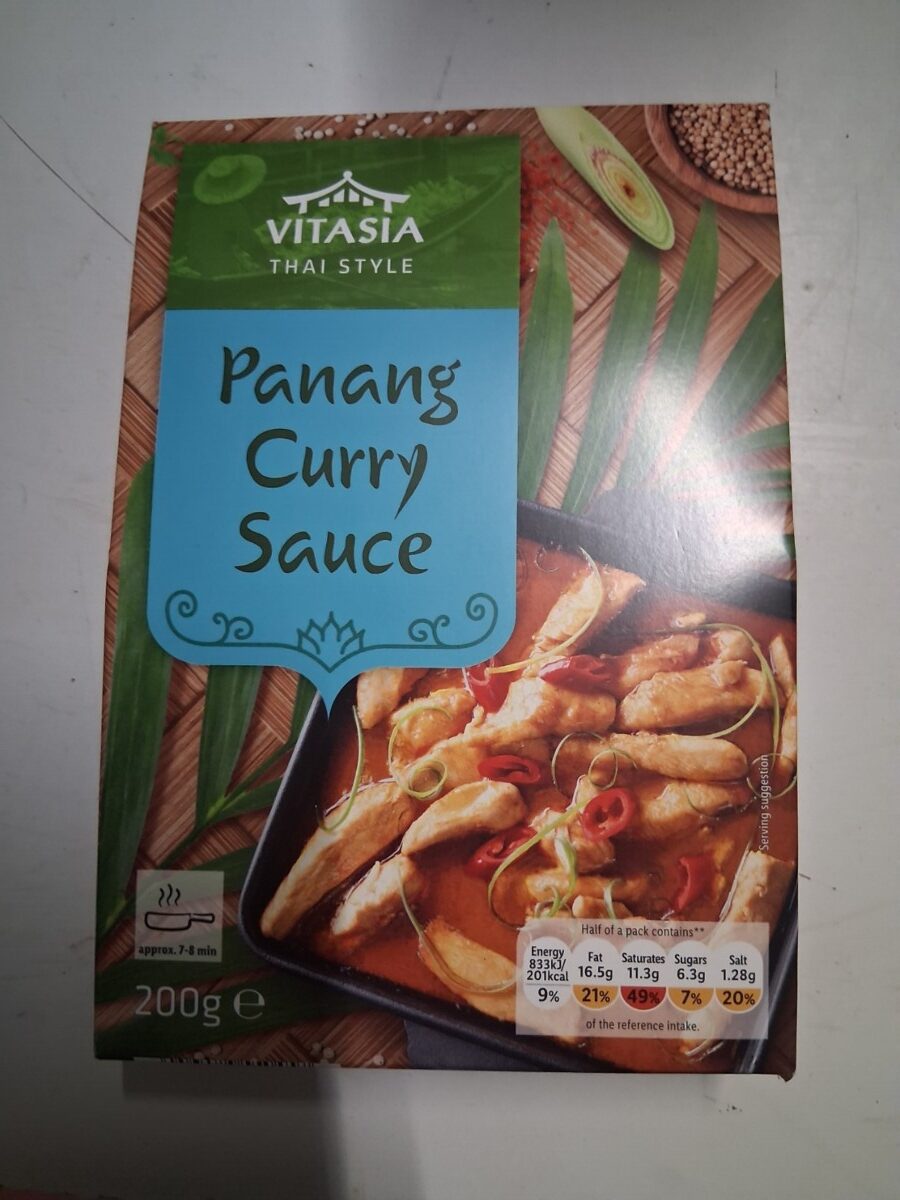 VITASIA
THAI STYLE
Panang
Curry
Sauce
Serving suggestion
approx. 7-8 min
200g e
Half of a pack contains**
Energy
833kJ/
201kcal
9%
Fat
16.5g
21%
Saturates
11.3g
49%
Sugars
6.3g
7%
Salt
1.28g
20%
of the reference intake.